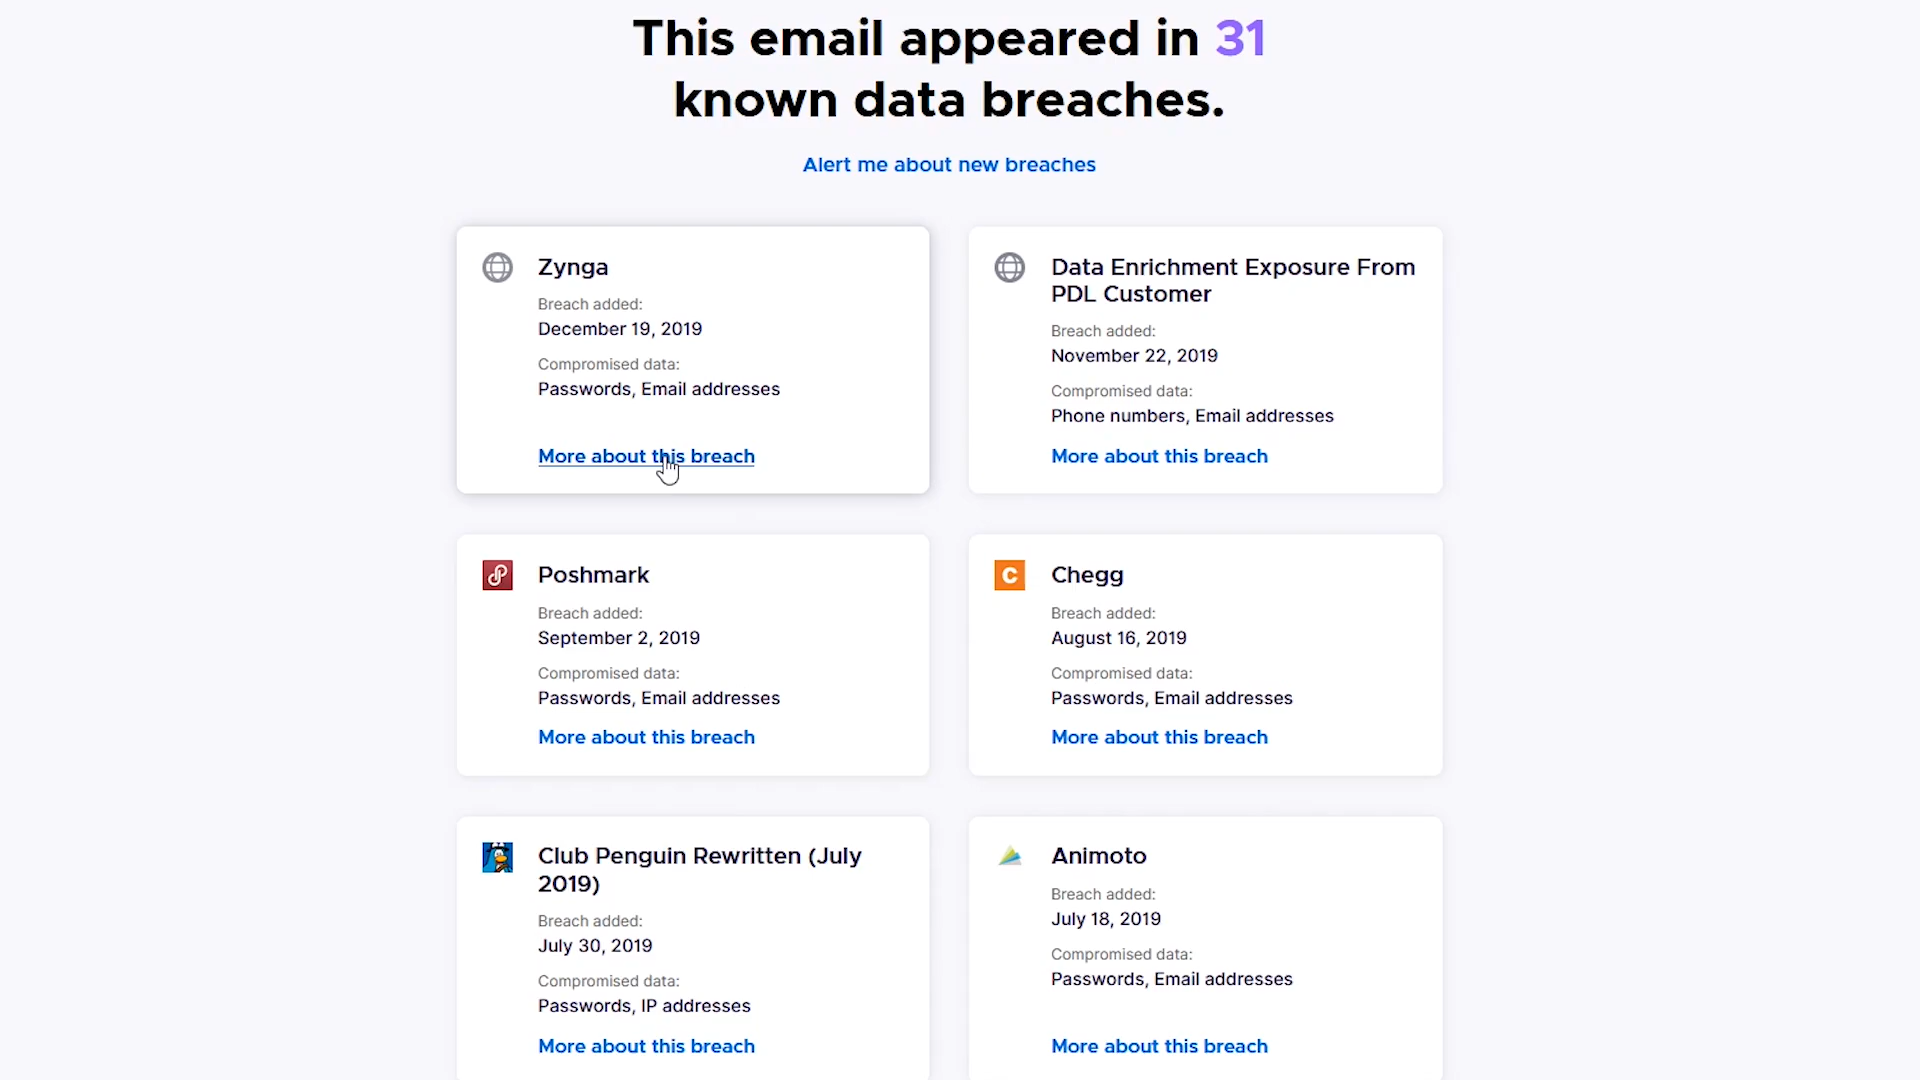 This email appeared in 31
known data breaches.
Alert me about new breaches
Zynga
Breach added:
December 19, 2019
Compromised data:
Passwords, Email addresses
More about this breach
Data Enrichment Exposure From
PDL Customer
Breach added:
November 22, 2019
Compromised data:
Phone numbers, Email addresses
More about this breach
Poshmark
Breach added:
September 2, 2019
Compromised data:
Passwords, Email addresses
More about this breach
C
Chegg
Breach added:
August 16, 2019
Compromised data:
Passwords, Email addresses
More about this breach
Club Penguin Rewritten (July
2019)
Breach added:
July 30, 2019
Compromised data:
Passwords, IP addresses
More about this breach
Animoto
Breach added:
July 18, 2019
Compromised data:
Passwords, Email addresses
More about this breach